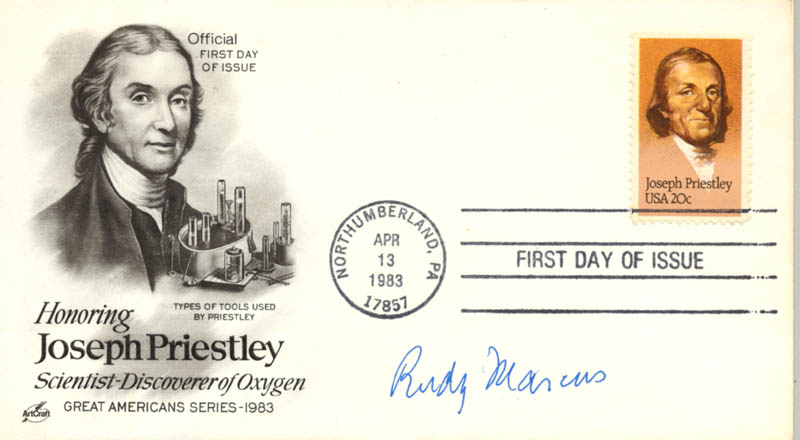 Official
FIRST DAY
OF ISSUE
Joseph Priestley
USA 20c
NORTHUMBERLAND, PA
APR
13
1983
17857
FIRST DAY OF ISSUE
TYPES OF TOOLS USED
BY PRIESTLEY
Honoring
Joseph Priestley
Scientist-Discoverer of Oxygen
GREAT AMERICANS SERIES-1983
ArtCraft
Rudy Marcus